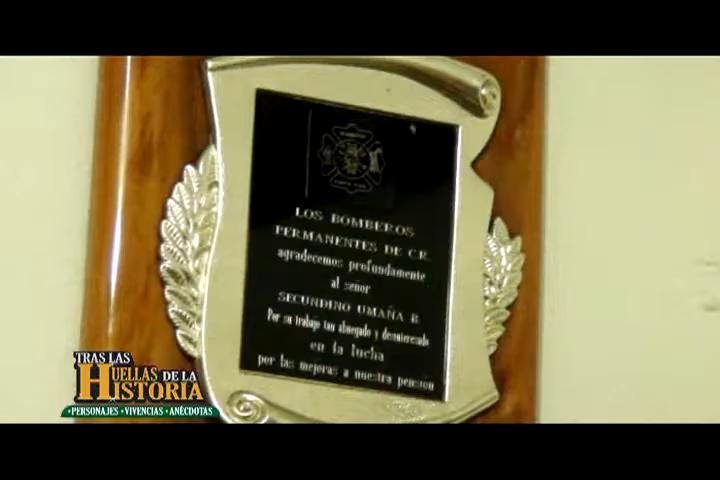 LOS BOMBEROS
PERMANENTES DE C.R.
agradecemos profundamente
al señor
SECUNDINO UMAÑA B.
Por su trabajo tan abnegado y desinteresado
en la lucha
por las mejoras a nuestra pensión
TRAS LAS
HUELLAS DE LA
HISTORIA
• PERSONAJES • VIVENCIAS • ANÉCDOTAS